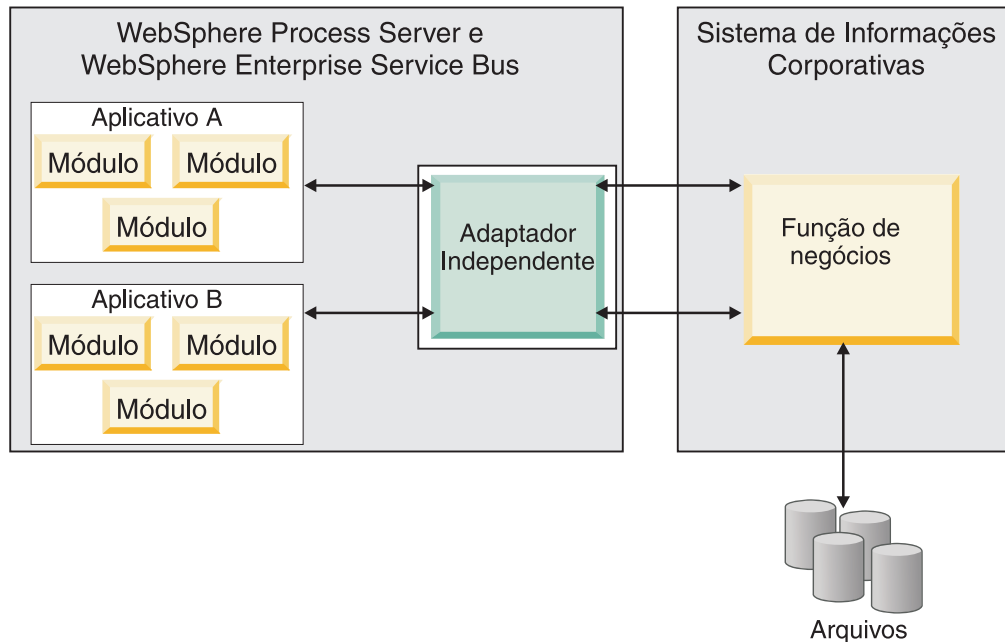 WebSphere Process Server e
WebSphere Enterprise Service Bus
Aplicativo A
Módulo
Módulo
Módulo
Aplicativo B
Módulo
Módulo
Módulo
Adaptador
Independente
Sistema de Informações
Corporativas
Função de
negócios
Arquivos